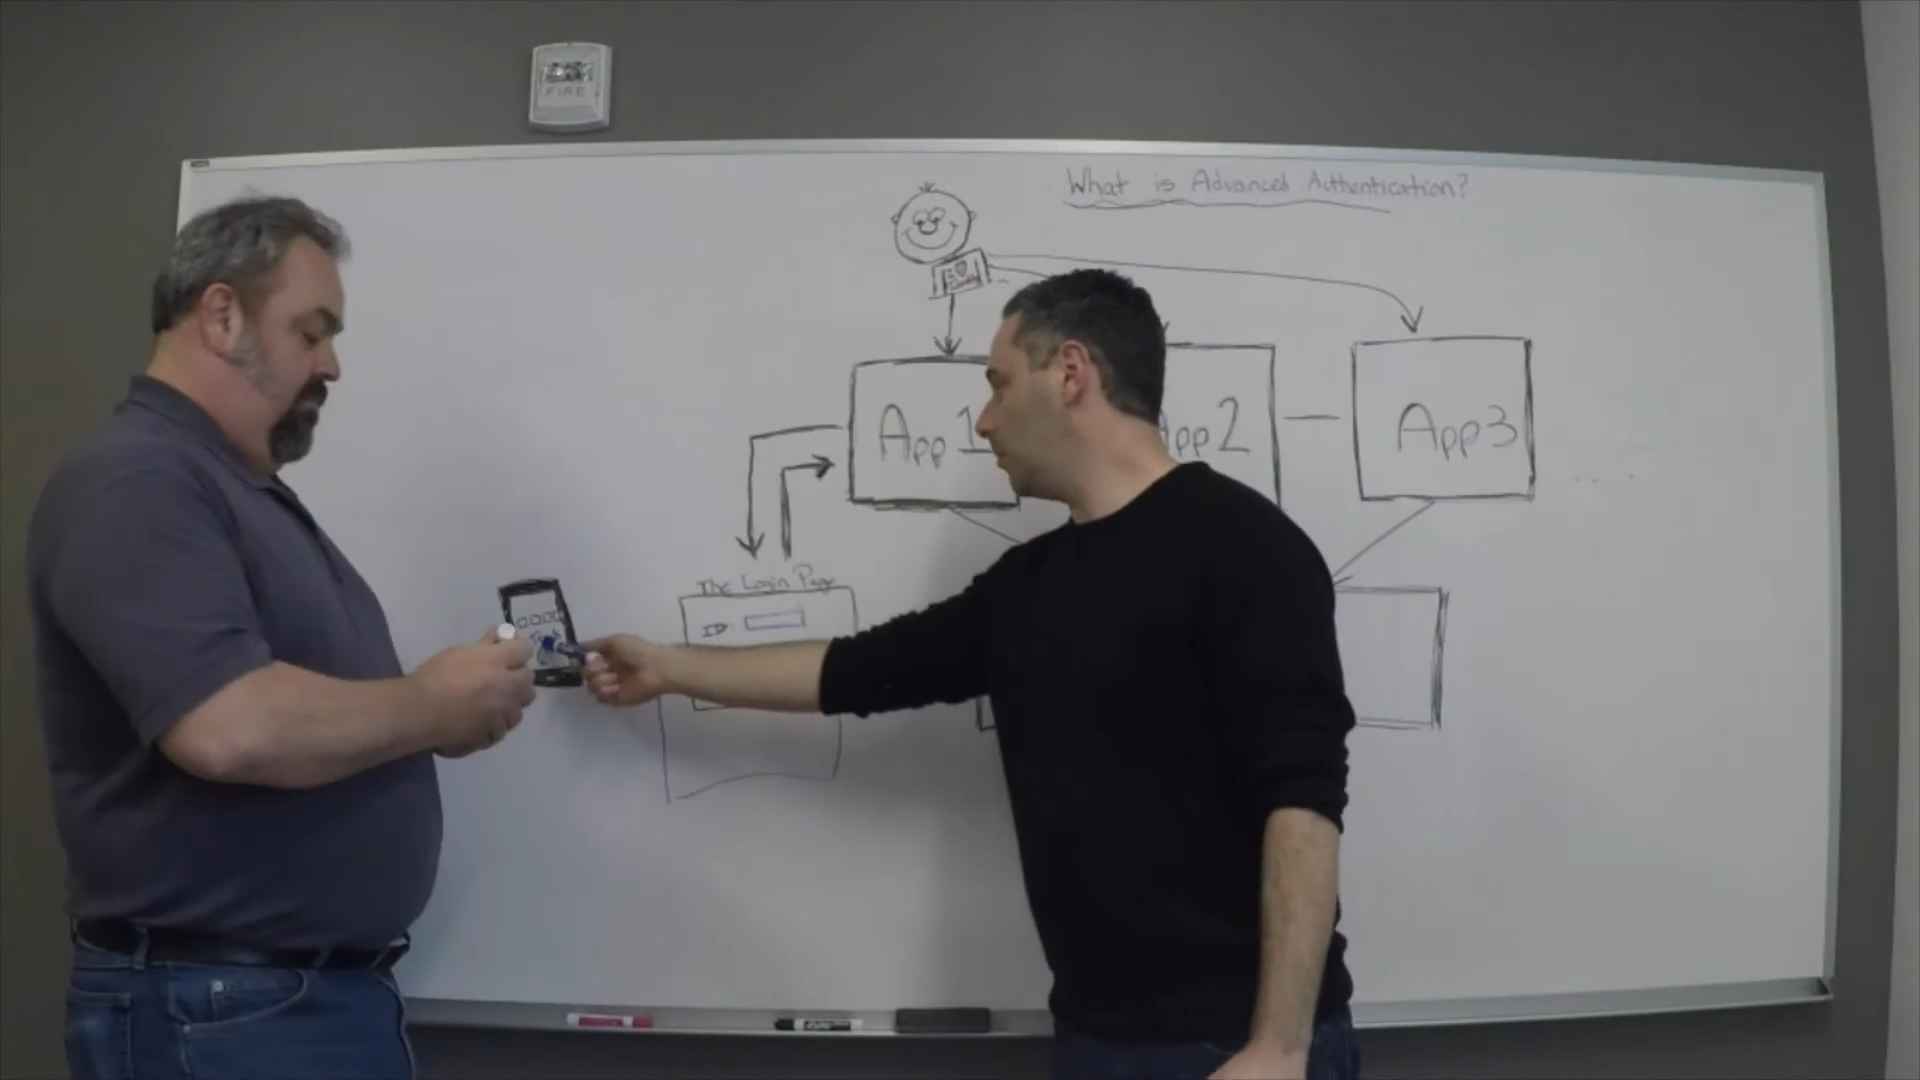 FIRE
What is Advanced Authentication?
I ♥
App 1
App 2
App 3
The Login Page
ID: